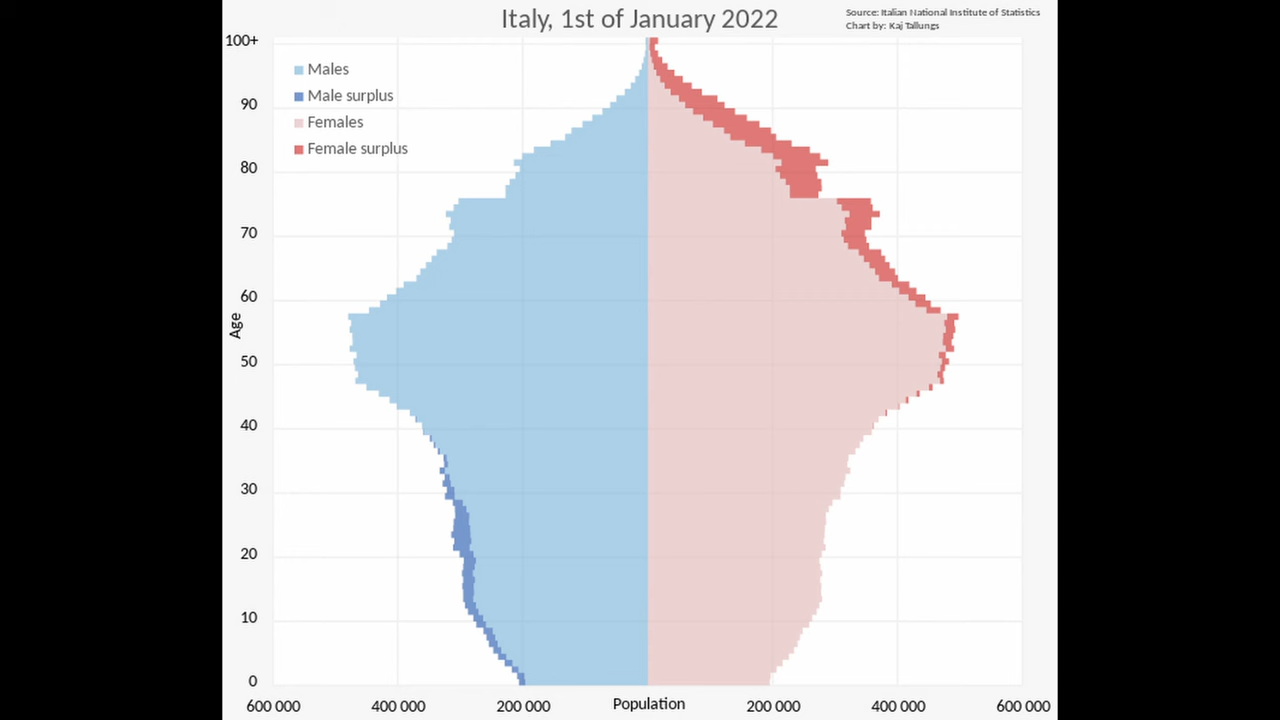 Italy, 1st of January 2022
Source: Italian National Institute of Statistics
Chart by: Kaj Tallungs
100+
Males
Male surplus
Females
Female surplus
90
80
70
60
Age
50
40
30
20
10
0
600 000 400 000 200 000 Population 200 000 400 000 600 000